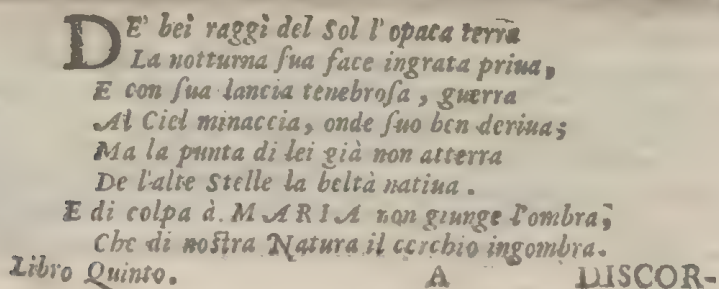 DE' bei raggi del Sol l'opaca terra
La notturna ſua face ingrata priua,
E con ſua lancia tenebroſa, guerra
Al Ciel minaccia, onde ſuo ben deriua;
Ma la punta di lei già non atterra
De l'alte Stelle la beltà natiua.
E di colpa à MARIA non giunge l'ombra;
Che di noſtra Natura il cerchio ingombra.
Libro Quinto. A DISCOR-